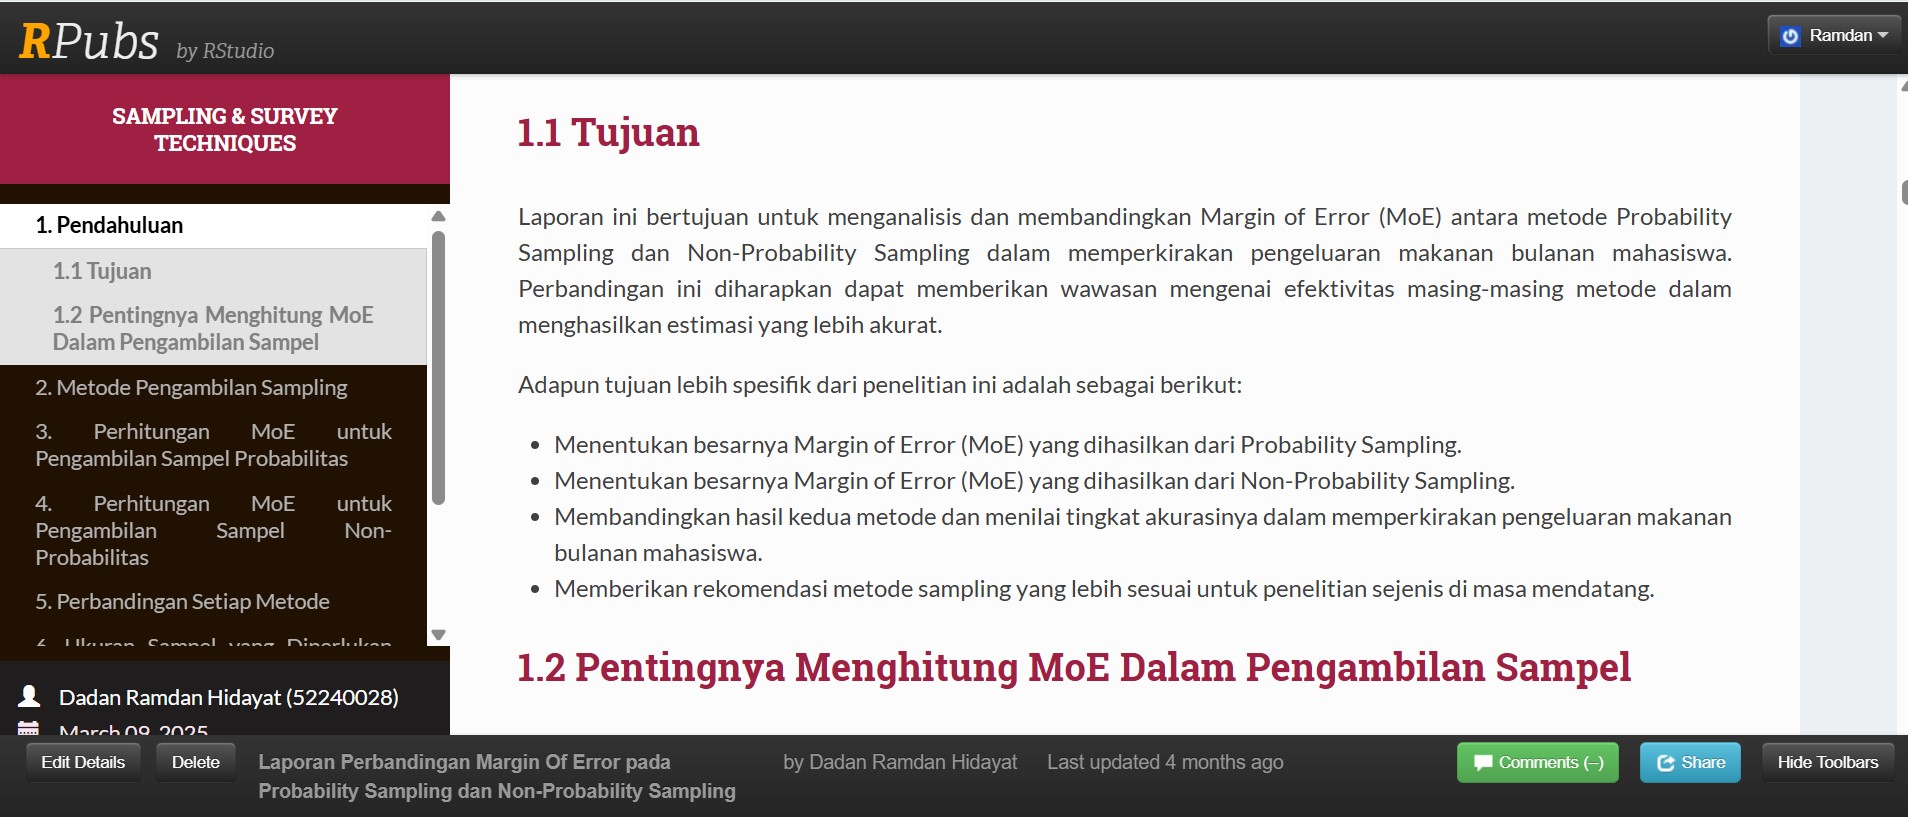 RPubs by RStudio
Ramdan
SAMPLING & SURVEY
TECHNIQUES
1. Pendahuluan
1.1 Tujuan
1.2 Pentingnya Menghitung MoE
Dalam Pengambilan Sampel
2. Metode Pengambilan Sampling
3. Perhitungan MoE untuk
Pengambilan Sampel Probabilitas
4. Perhitungan MoE untuk
Pengambilan Sampel Non-
Probabilitas
5. Perbandingan Setiap Metode
6. Ukuran Sampel yang Diperlukan
Dadan Ramdan Hidayat (52240028)
March 09, 2025
1.1 Tujuan
Laporan ini bertujuan untuk menganalisis dan membandingkan Margin of Error (MoE) antara metode Probability
Sampling dan Non-Probability Sampling dalam memperkirakan pengeluaran makanan bulanan mahasiswa.
Perbandingan ini diharapkan dapat memberikan wawasan mengenai efektivitas masing-masing metode dalam
menghasilkan estimasi yang lebih akurat.
Adapun tujuan lebih spesifik dari penelitian ini adalah sebagai berikut:
• Menentukan besarnya Margin of Error (MoE) yang dihasilkan dari Probability Sampling.
• Menentukan besarnya Margin of Error (MoE) yang dihasilkan dari Non-Probability Sampling.
• Membandingkan hasil kedua metode dan menilai tingkat akurasinya dalam memperkirakan pengeluaran makanan
bulanan mahasiswa.
• Memberikan rekomendasi metode sampling yang lebih sesuai untuk penelitian sejenis di masa mendatang.
1.2 Pentingnya Menghitung MoE Dalam Pengambilan Sampel
Edit Details
Delete
Laporan Perbandingan Margin Of Error pada
Probability Sampling dan Non-Probability Sampling
by Dadan Ramdan Hidayat
Last updated 4 months ago
Comments (–)
Share
Hide Toolbars